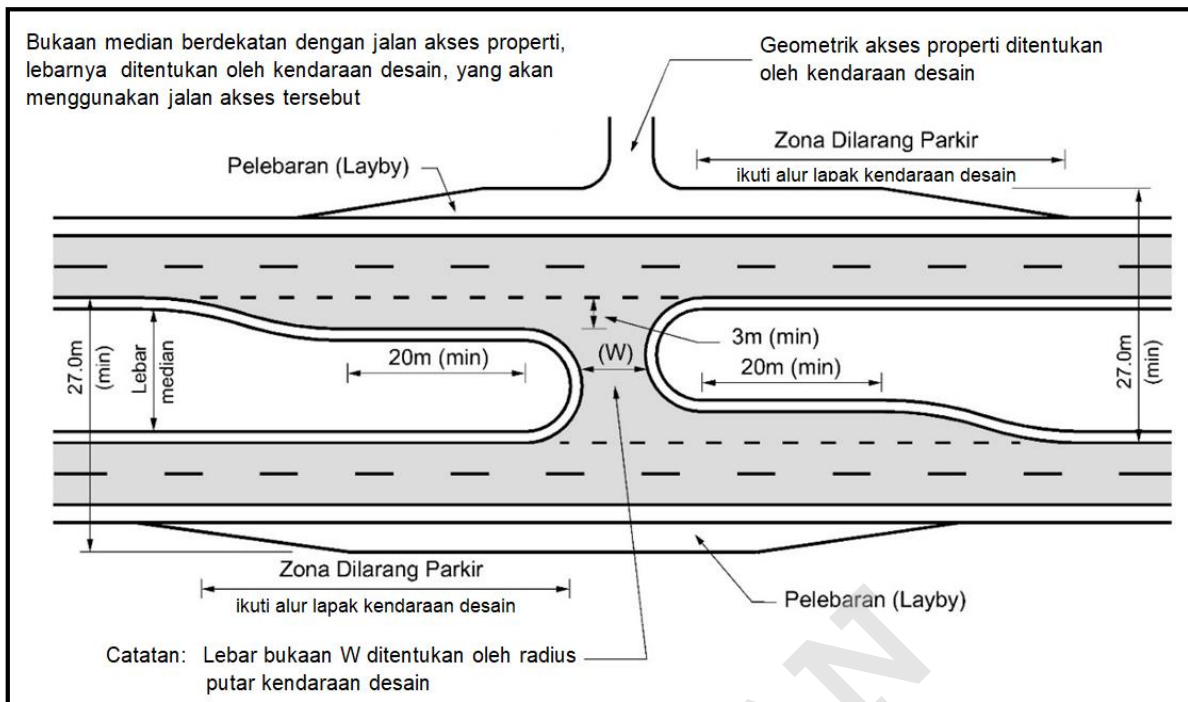 Bukaan median berdekatan dengan jalan akses properti,
lebarnya ditentukan oleh kendaraan desain, yang akan
menggunakan jalan akses tersebut
Geometrik akses properti ditentukan
oleh kendaraan desain
Zona Dilarang Parkir
ikuti alur lapak kendaraan desain
Pelebaran (Layby)
27.0m
(min)
Lebar
median
20m (min)
(W)
3m (min)
20m (min)
27.0m
(min)
Zona Dilarang Parkir
ikuti alur lapak kendaraan desain
Pelebaran (Layby)
Catatan: Lebar bukaan W ditentukan oleh radius
putar kendaraan desain